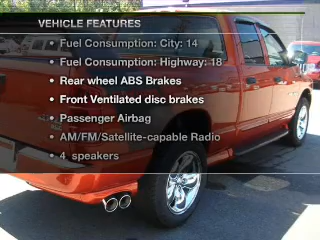 VEHICLE FEATURES
• Fuel Consumption: City: 14
• Fuel Consumption: Highway: 18
• Rear wheel ABS Brakes
• Front Ventilated disc brakes
• Passenger Airbag
• AM/FM/Satellite-capable Radio
• 4 speakers